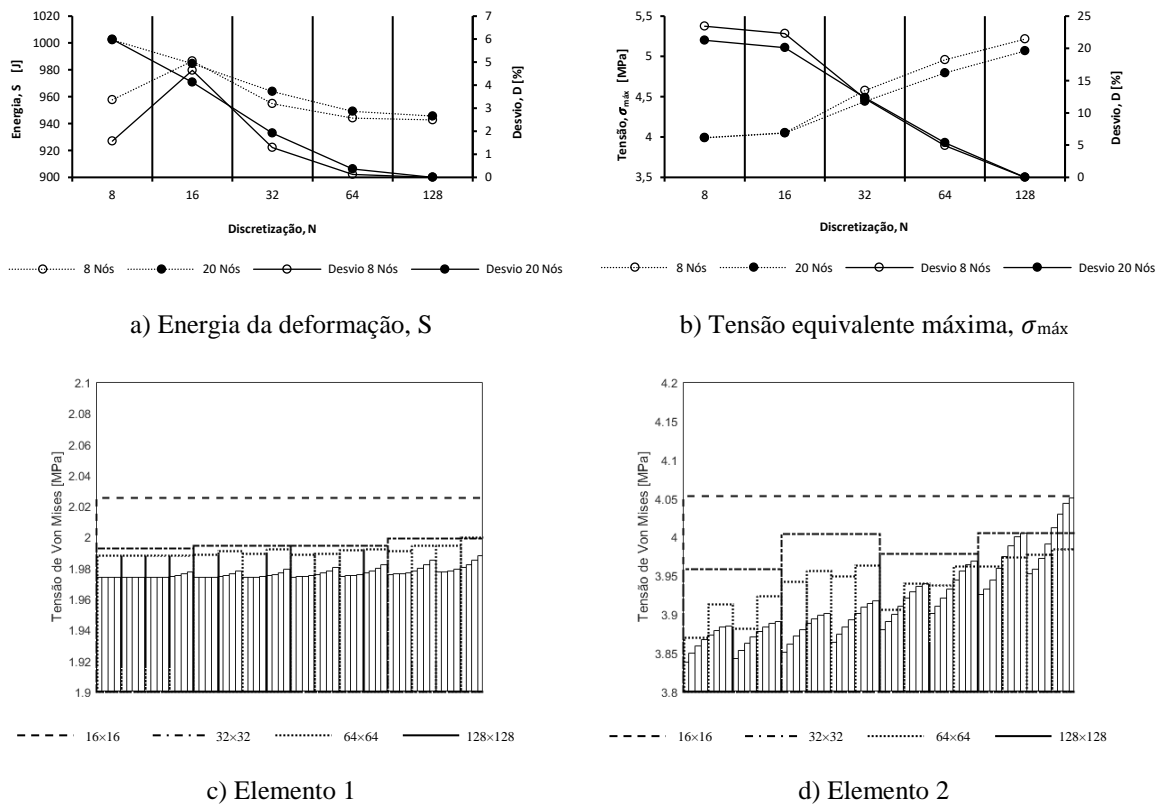 1020
1000
980
960
940
920
900
Energia, S [J]
7
6
5
4
3
2
1
0
Desvio, D [%]
8 16 32 64 128
Discretização, N
8 Nós 20 Nós Desvio 8 Nós Desvio 20 Nós
a) Energia da deformação, S
5,5
5
4,5
4
3,5
Tensão, σmáx [MPa]
25
20
15
10
5
0
Desvio, D [%]
8 16 32 64 128
Discretização, N
8 Nós 20 Nós Desvio 8 Nós Desvio 20 Nós
b) Tensão equivalente máxima, σmáx
2.1
2.08
2.06
2.04
2.02
2
1.98
1.96
1.94
1.92
1.9
Tensão de Von Mises [MPa]
16×16 32×32 64×64 128×128
c) Elemento 1
4.2
4.15
4.1
4.05
4
3.95
3.9
3.85
3.8
Tensão de Von Mises [MPa]
16×16 32×32 64×64 128×128
d) Elemento 2